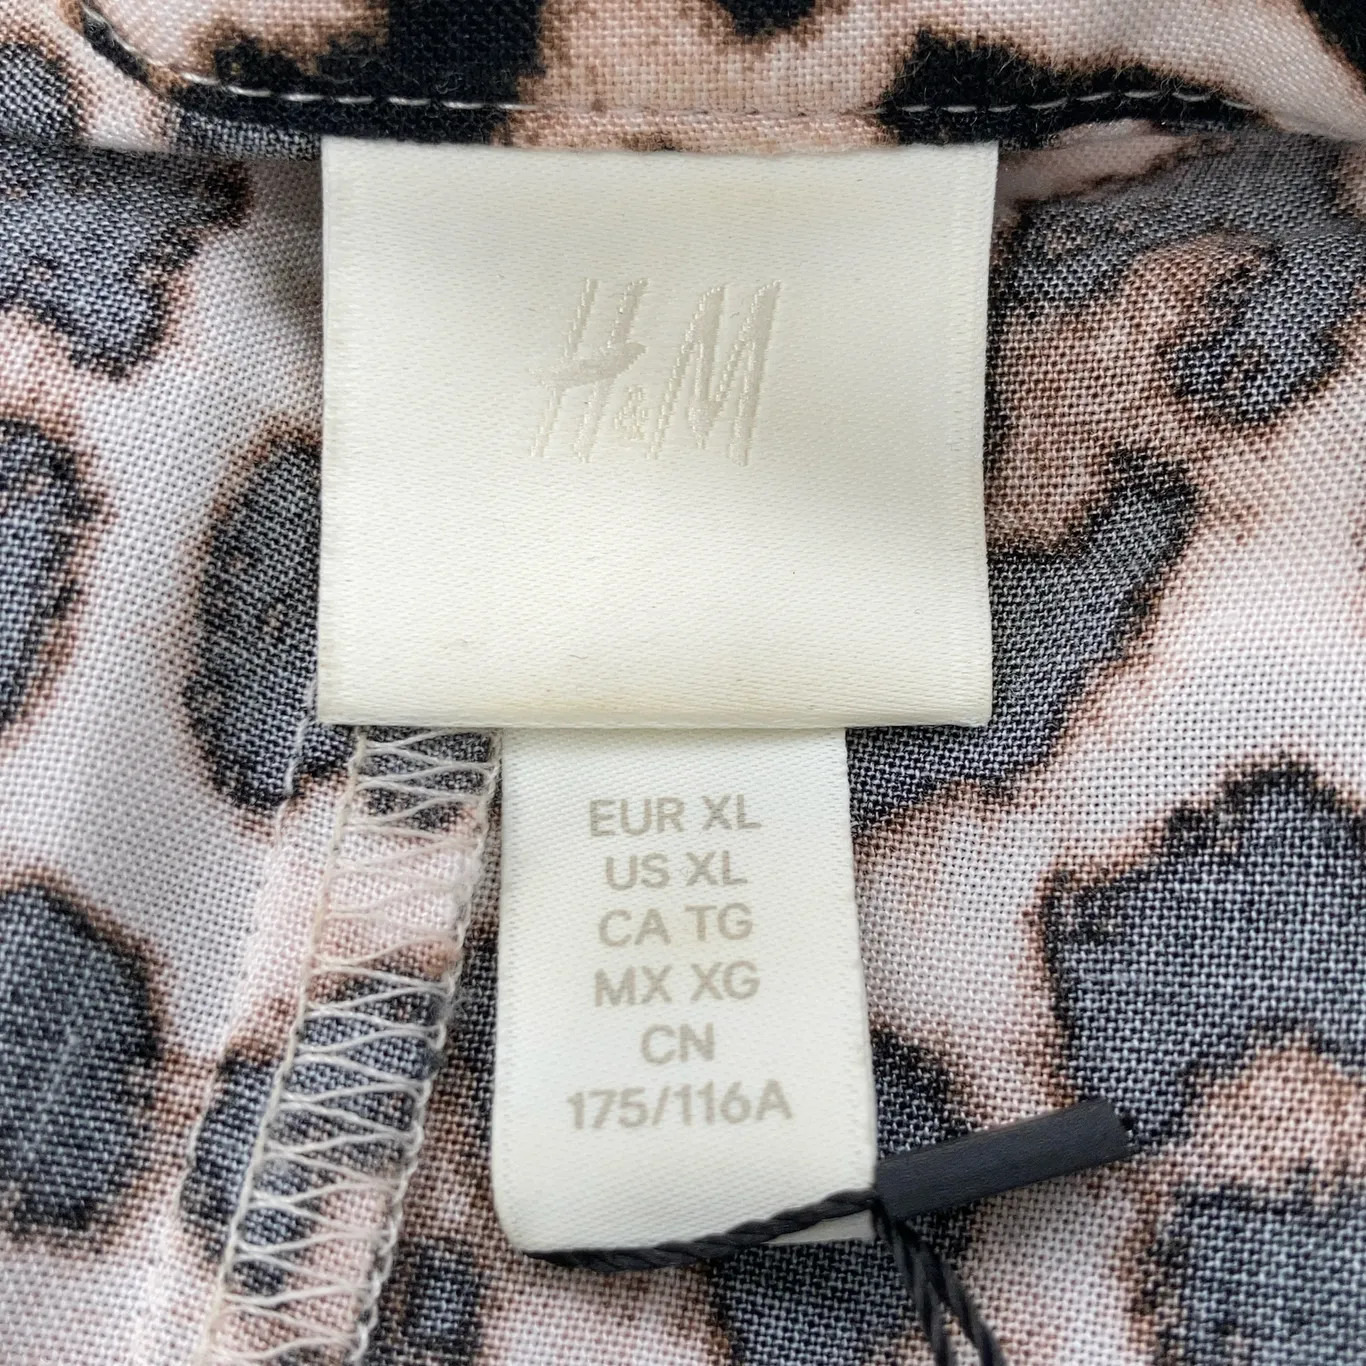 H&M
EUR XL
US XL
CA TG
MX XG
CN
175/116A